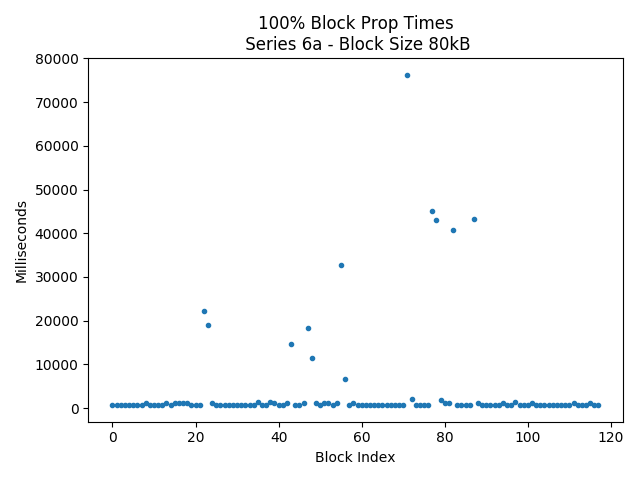 100% Block Prop Times
Series 6a - Block Size 80kB
80000
70000
60000
50000
40000
30000
20000
10000
0
Milliseconds
0 20 40 60 80 100 120
Block Index